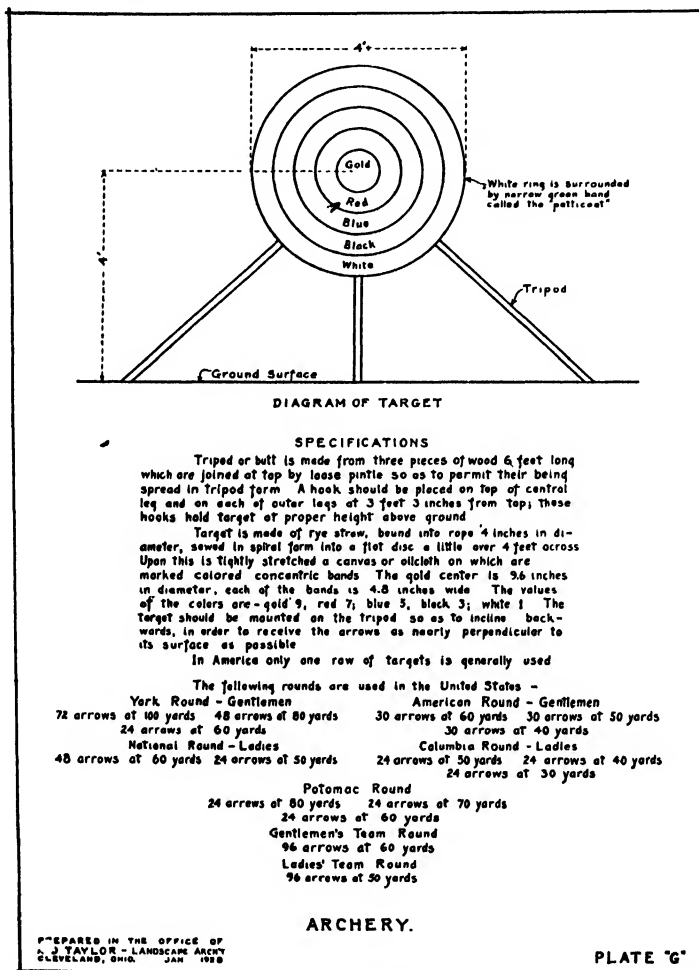 4'+
Gold
Red
Blue
Black
White
4'
White ring is surrounded
by narrow green band
called the "petticoat"
Tripod
Ground Surface
DIAGRAM OF TARGET
SPECIFICATIONS
Tripod or butt is made from three pieces of wood 6 feet long
which are joined at top by loose pintle so as to permit their being
spread in tripod form A hook should be placed on top of central
leg and on each of outer legs at 3 feet 3 inches from top; these
hooks hold target at proper height above ground
Target is made of rye straw, bound into rope 4 inches in di-
ameter, sewed in spiral form into a flat disc a little over 4 feet across
Upon this is tightly stretched a canvas or oilcloth on which are
marked colored concentric bands The gold center is 9.6 inches
in diameter, each of the bands is 4.8 inches wide The values
of the colors are - gold 9, red 7; blue 5, black 3; white 1 The
target should be mounted on the tripod so as to incline back-
wards, in order to receive the arrows as nearly perpendicular to
its surface as possible
In America only one row of targets is generally used
The following rounds are used in the United States -
York Round - Gentlemen
72 arrows at 100 yards 48 arrows at 80 yards
24 arrows at 60 yards
National Round - Ladies
48 arrows at 60 yards 24 arrows at 50 yards
American Round - Gentlemen
30 arrows at 60 yards 30 arrows at 50 yards
30 arrows at 40 yards
Columbia Round - Ladies
24 arrows at 50 yards 24 arrows at 40 yards
24 arrows at 30 yards
Potomac Round
24 arrows at 80 yards 24 arrows at 70 yards
24 arrows at 60 yards
Gentlemen's Team Round
96 arrows at 60 yards
Ladies' Team Round
96 arrows at 50 yards
ARCHERY.
PREPARED IN THE OFFICE OF
J TAYLOR - LANDSCAPE ARCH'T
CLEVELAND, OHIO. JAN
PLATE "G"